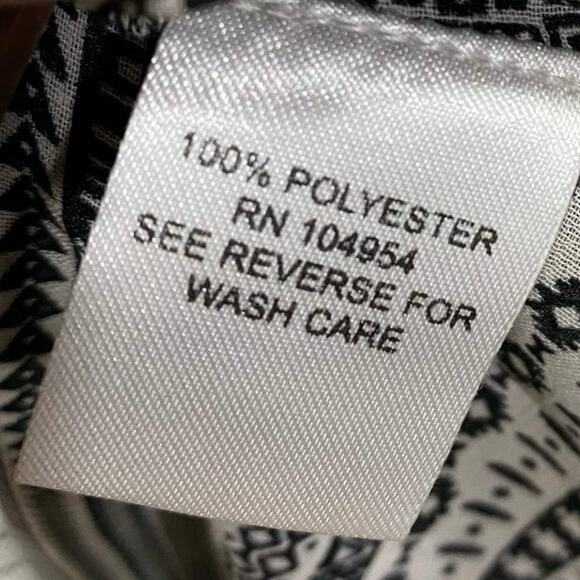 100% POLYESTER
RN 104954
SEE REVERSE FOR
WASH CARE